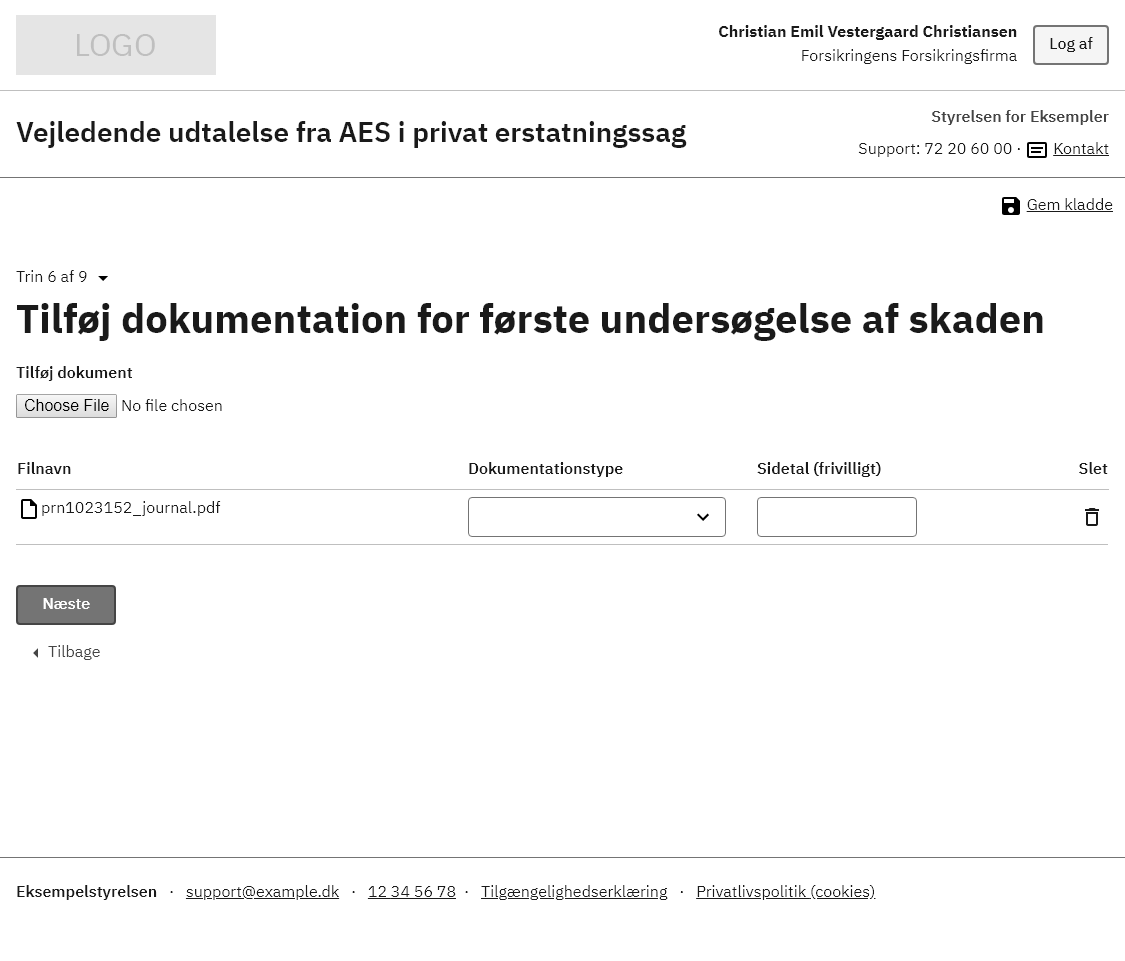 LOGO
Christian Emil Vestergaard Christiansen
Forsikringens Forsikringsfirma
Log af
Vejledende udtalelse fra AES i privat erstatningssag
Styrelsen for Eksempler
Support: 72 20 60 00 · Kontakt
Gem kladde
Trin 6 af 9
Tilføj dokumentation for første undersøgelse af skaden
Tilføj dokument
Choose File No file chosen
Filnavn Dokumentationstype Sidetal (frivilligt) Slet
prn1023152_journal.pdf
Næste
Tilbage
Eksempelstyrelsen · support@example.dk · 12 34 56 78 · Tilgængelighedserklæring · Privatlivspolitik (cookies)